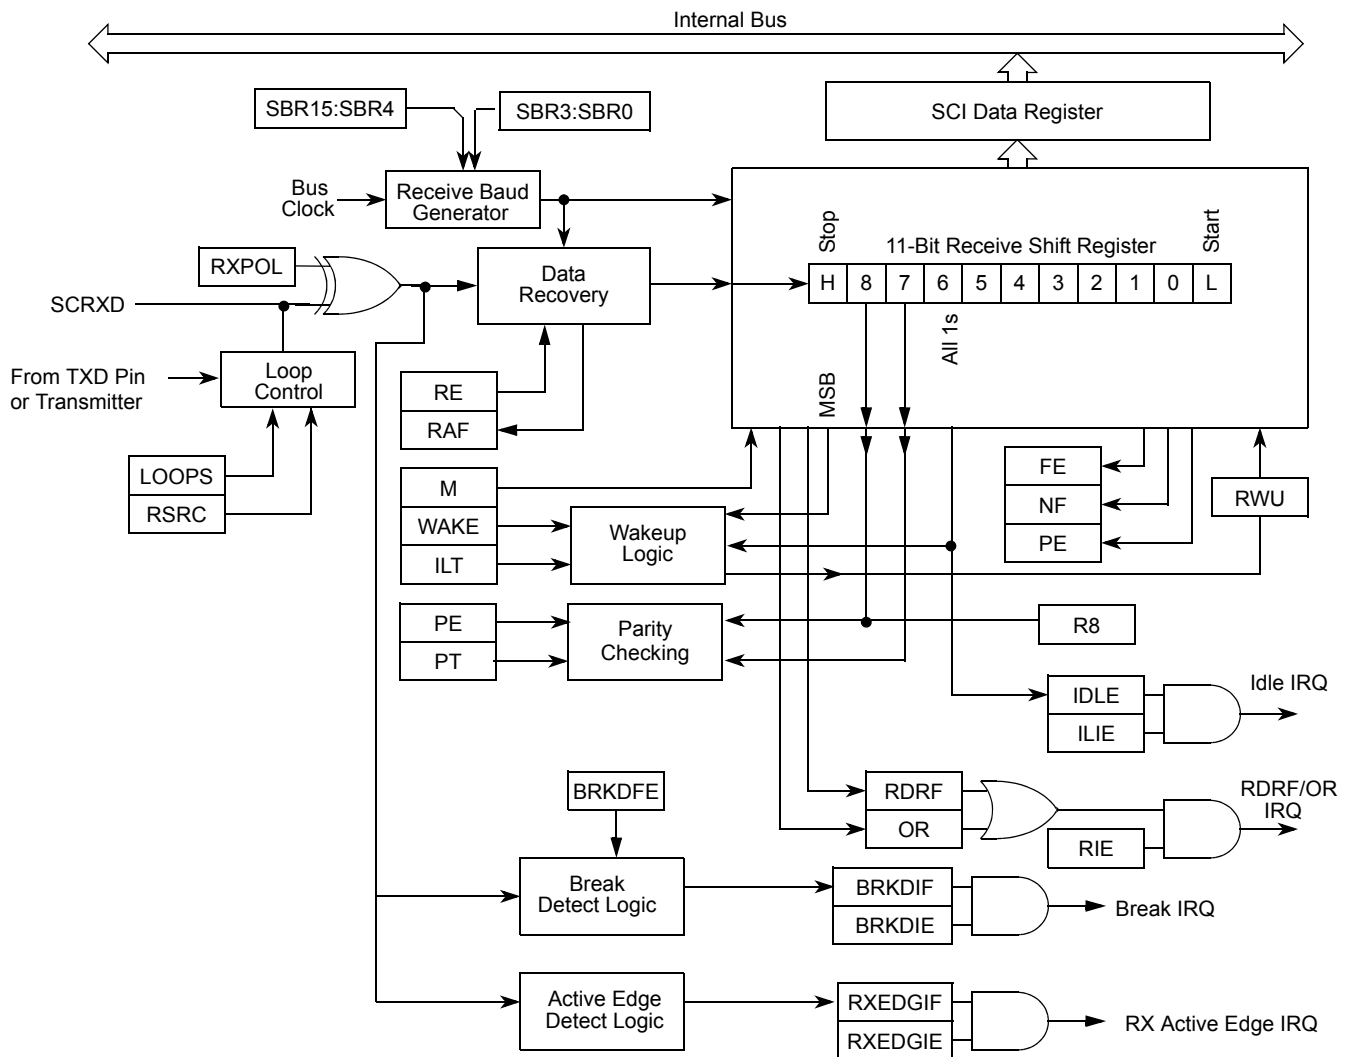 Internal Bus
SBR15:SBR4
SBR3:SBR0
SCI Data Register
Bus
Clock
Receive Baud
Generator
RXPOL
SCRXD
Data
Recovery
Stop
11-Bit Receive Shift Register
Start
H 8 7 6 5 4 3 2 1 0 L
All 1s
MSB
From TXD Pin
or Transmitter
Loop
Control
LOOPS
RSRC
RE
RAF
M
WAKE
ILT
Wakeup
Logic
FE
NF
PE
RWU
PE
PT
Parity
Checking
R8
IDLE
ILIE
Idle IRQ
BRKDFE
RDRF
OR
RIE
RDRF/OR
IRQ
Break
Detect Logic
BRKDIF
BRKDIE
Break IRQ
Active Edge
Detect Logic
RXEDGIF
RXEDGIE
RX Active Edge IRQ